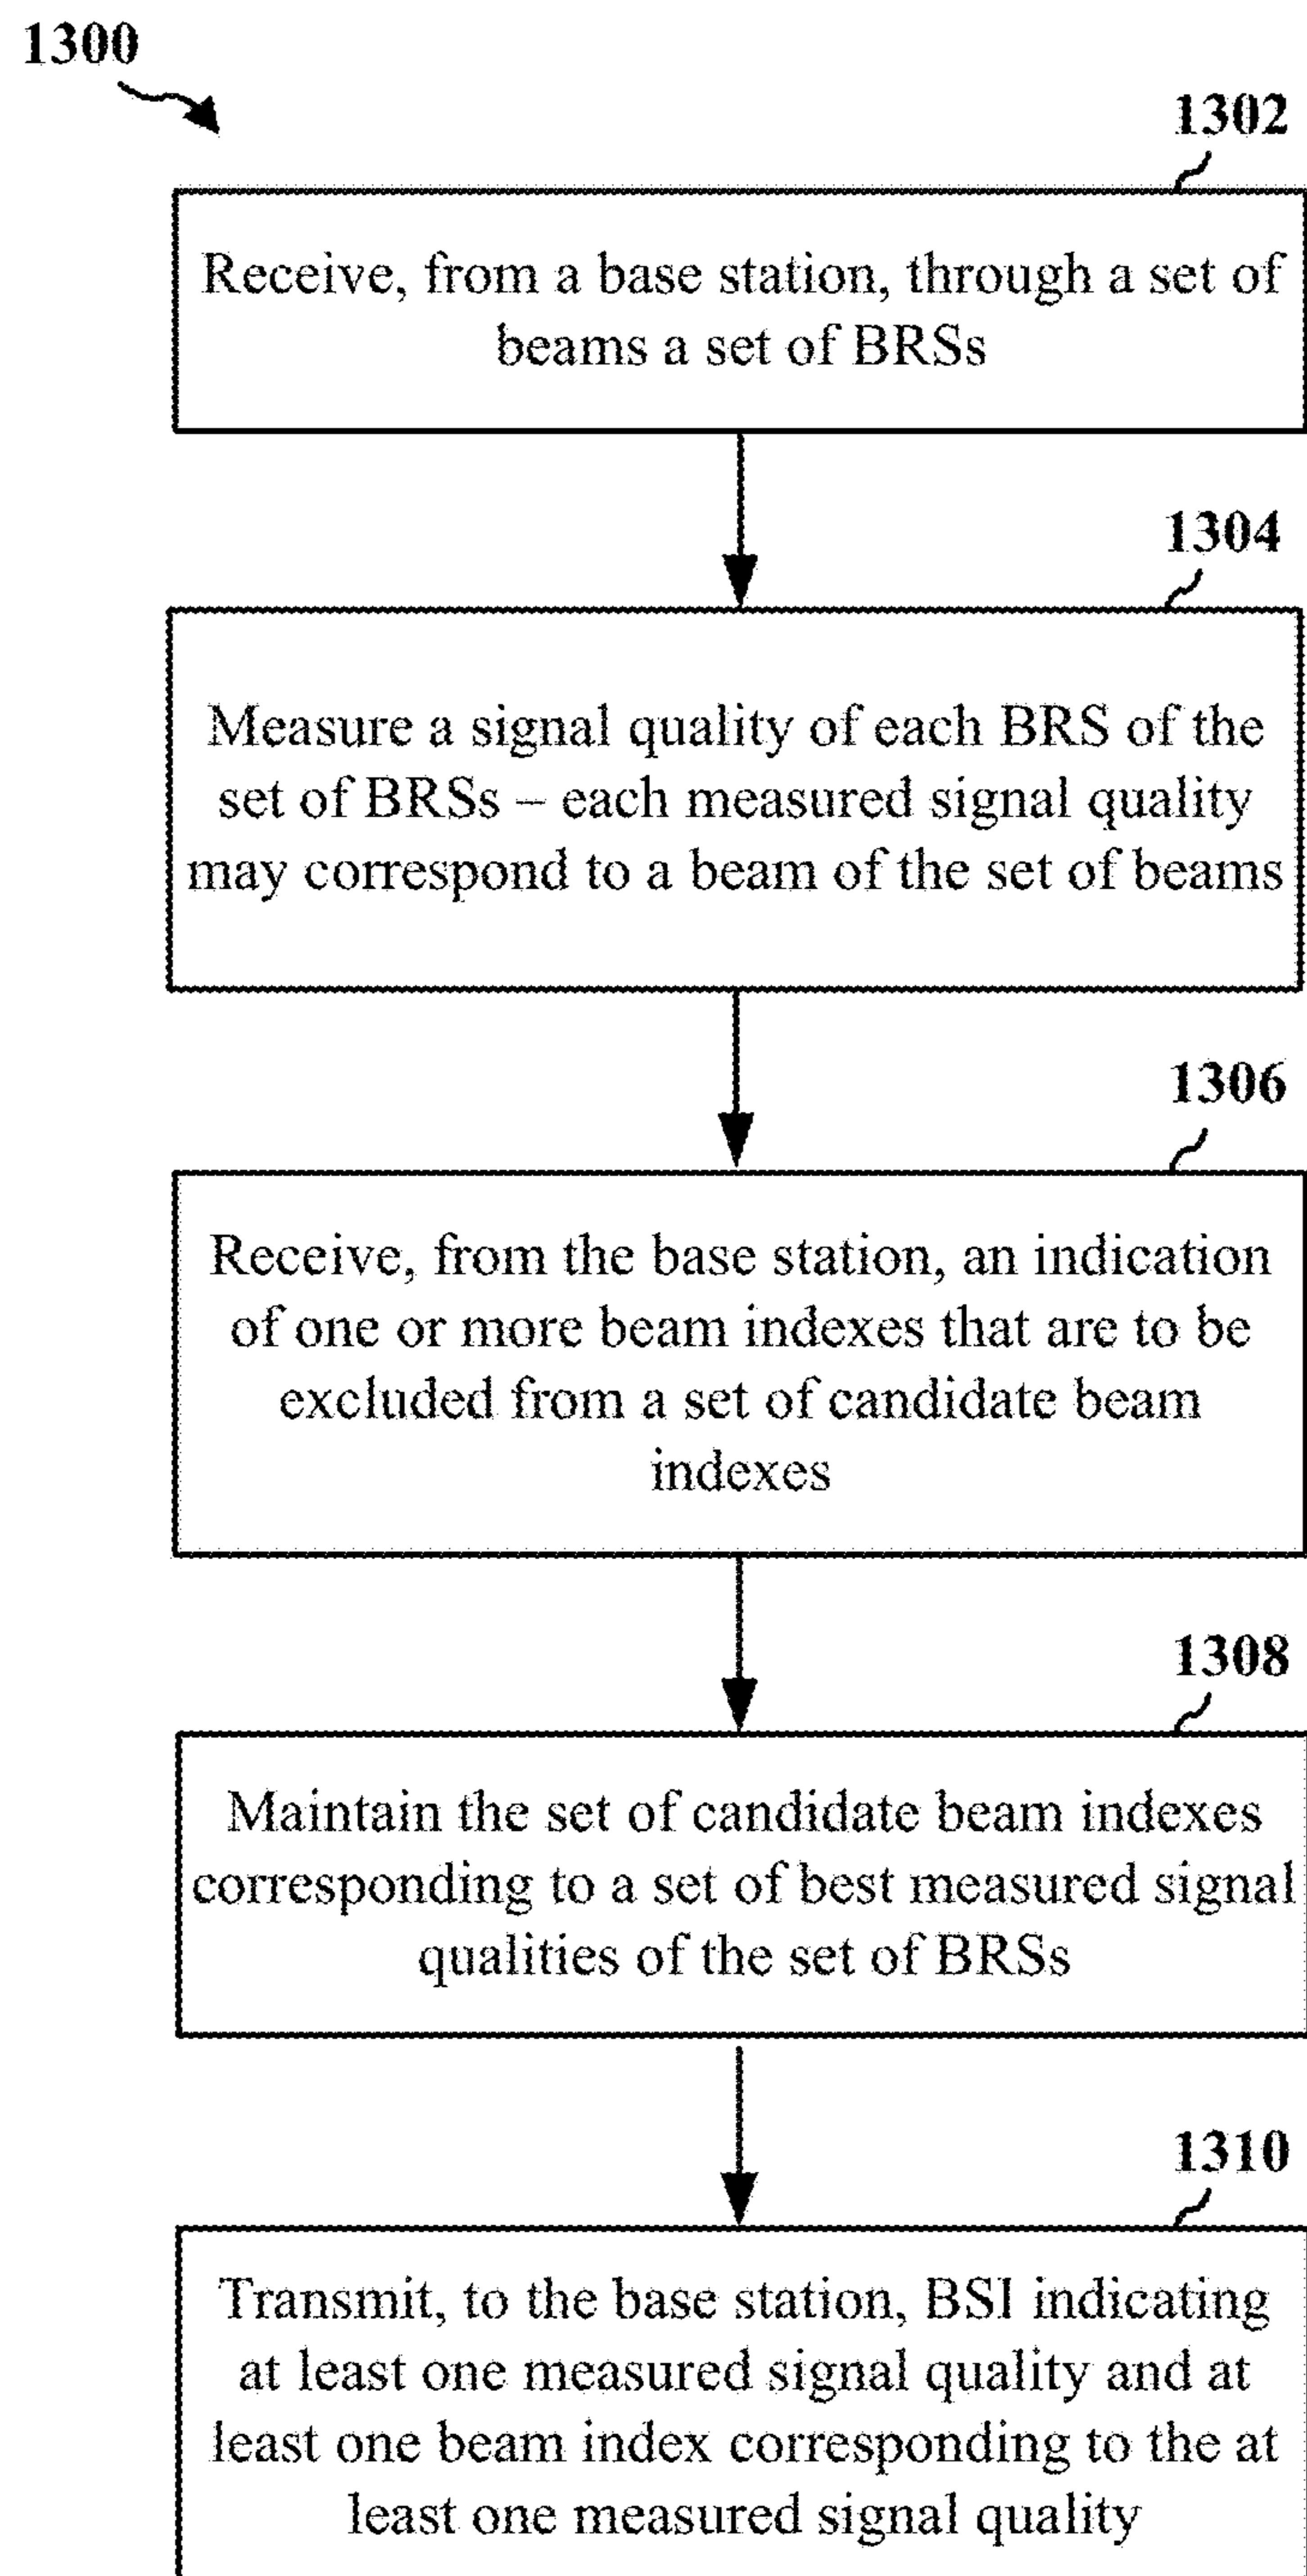 1300
1302
Receive, from a base station, through a set of
beams a set of BRSs
1304
Measure a signal quality of each BRS of the
set of BRSs – each measured signal quality
may correspond to a beam of the set of beams
1306
Receive, from the base station, an indication
of one or more beam indexes that are to be
excluded from a set of candidate beam
indexes
1308
Maintain the set of candidate beam indexes
corresponding to a set of best measured signal
qualities of the set of BRSs
1310
Transmit, to the base station, BSI indicating
at least one measured signal quality and at
least one beam index corresponding to the at
least one measured signal quality